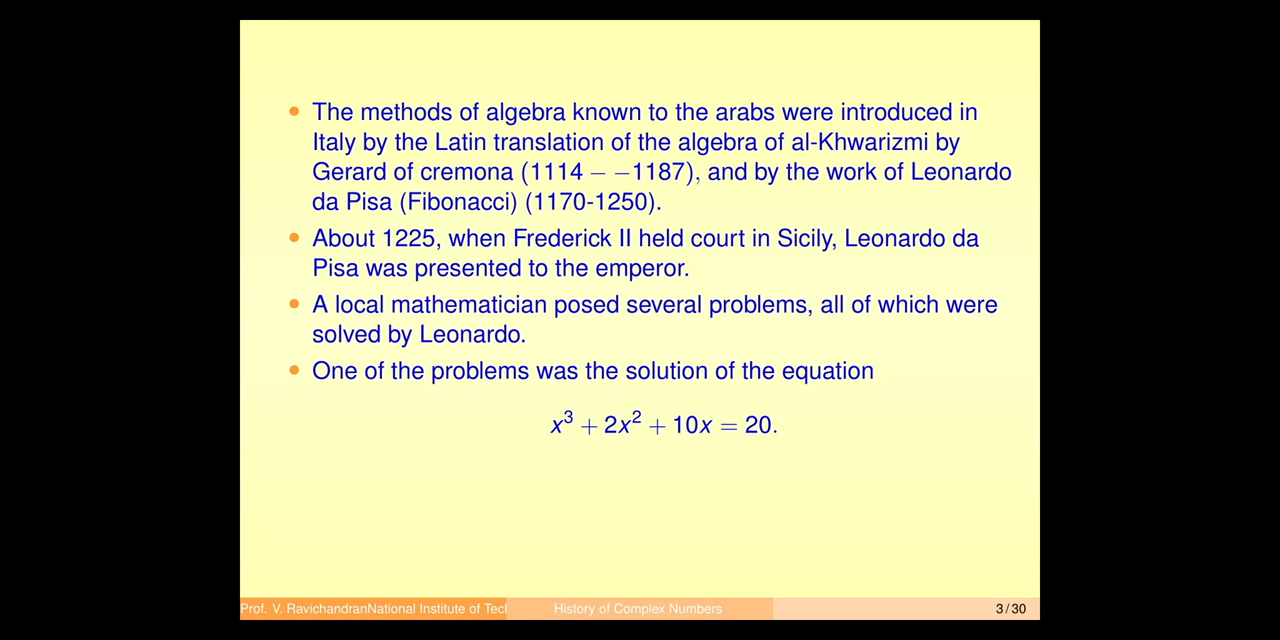 The methods of algebra known to the arabs were introduced in
Italy by the Latin translation of the algebra of al-Khwarizmi by
Gerard of cremona (1114 − −1187), and by the work of Leonardo
da Pisa (Fibonacci) (1170-1250).
About 1225, when Frederick II held court in Sicily, Leonardo da
Pisa was presented to the emperor.
A local mathematician posed several problems, all of which were
solved by Leonardo.
One of the problems was the solution of the equation
x³ + 2x² + 10x = 20.
Prof. V. RavichandranNational Institute of Tecl
History of Complex Numbers
3 / 30